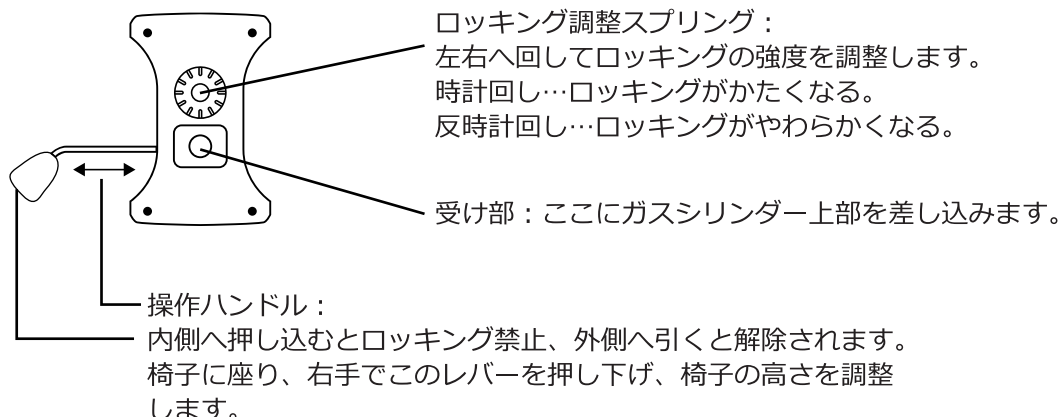 ロッキング調整スプリング：
左右へ回してロッキングの強度を調整します。
時計回し…ロッキングがかたくなる。
反時計回し…ロッキングがやわらかくなる。
受け部：ここにガスシリンダー上部を差し込みます。
操作ハンドル：
内側へ押し込むとロッキング禁止、外側へ引くと解除されます。
椅子に座り、右手でこのレバーを押し下げ、椅子の高さを調整
します。